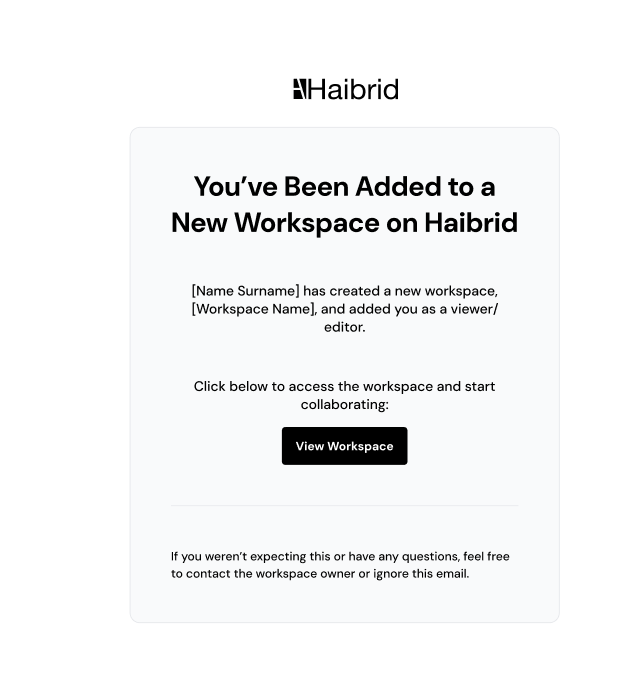 Haibrid
You’ve Been Added to a
New Workspace on Haibrid
[Name Surname] has created a new workspace,
[Workspace Name], and added you as a viewer/
editor.
Click below to access the workspace and start
collaborating:
View Workspace
If you weren’t expecting this or have any questions, feel free
to contact the workspace owner or ignore this email.